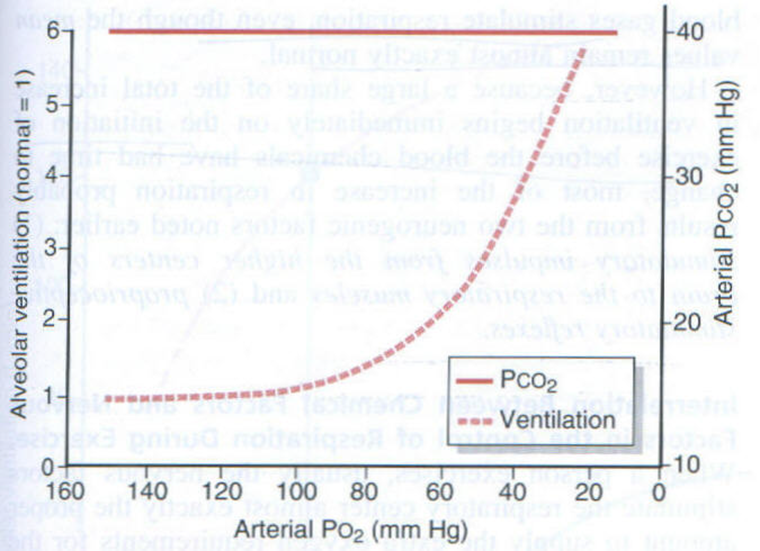 6
5
4
3
2
1
0
Alveolar ventilation (normal = 1)
40
30
20
10
Arterial PCO2 (mm Hg)
PCO2
Ventilation
160
140
120
100
80
60
40
20
0
Arterial PO2 (mm Hg)
blood gases stimulate respiration, even though the mean
values remain almost exactly normal.
However, because a large share of the total increase
in ventilation begins immediately on the initiation of
exercise before the blood chemicals have had time to
change, most of the increase in respiration probably
results from the two neurogenic factors noted earlier: (1)
stimulatory impulses from the higher centers of the
brain to the respiratory muscles and (2) proprioceptive
stimulatory reflexes.
Interrelation Between Chemical Factors and Nervous
Factors in the Control of Respiration During Exercise.
When a person exercises, usually the nervous factors
stimulate the respiratory center almost exactly the proper
amount to supply the extra oxygen requirements for the